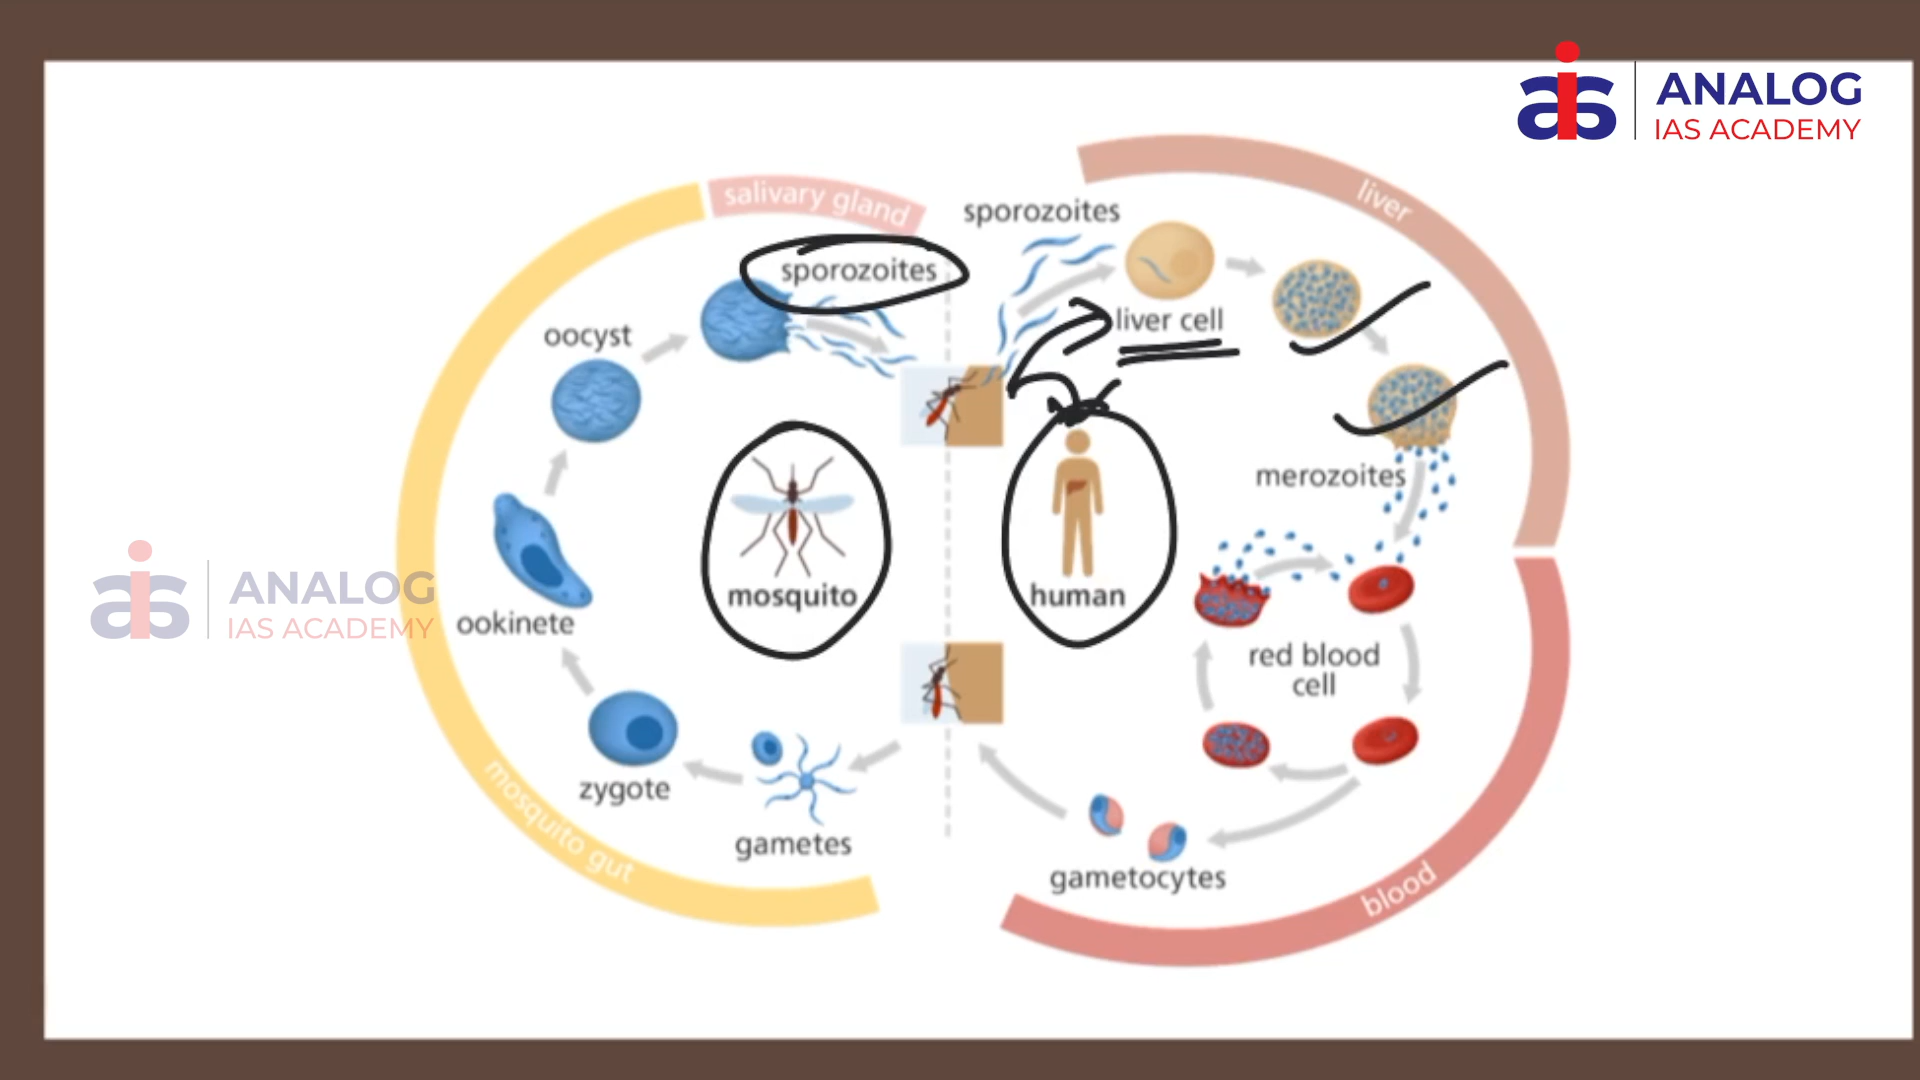 ANALOG
IAS ACADEMY
salivary gland
liver
sporozoites
sporozoites
oocyst
liver cell
merozoites
mosquito
human
ANALOG
IAS ACADEMY
ookinete
red blood
cell
zygote
mosquito gut
gametes
gametocytes
blood